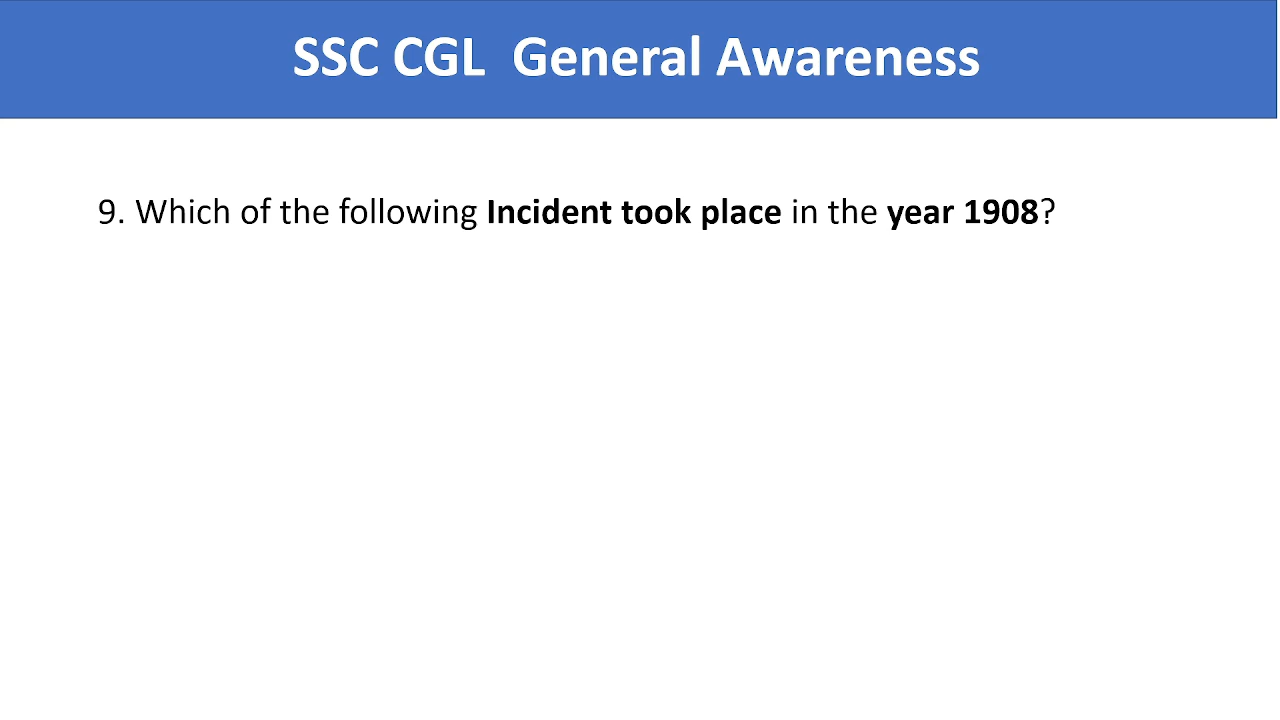 SSC CGL  General Awareness
9. Which of the following Incident took place in the year 1908?